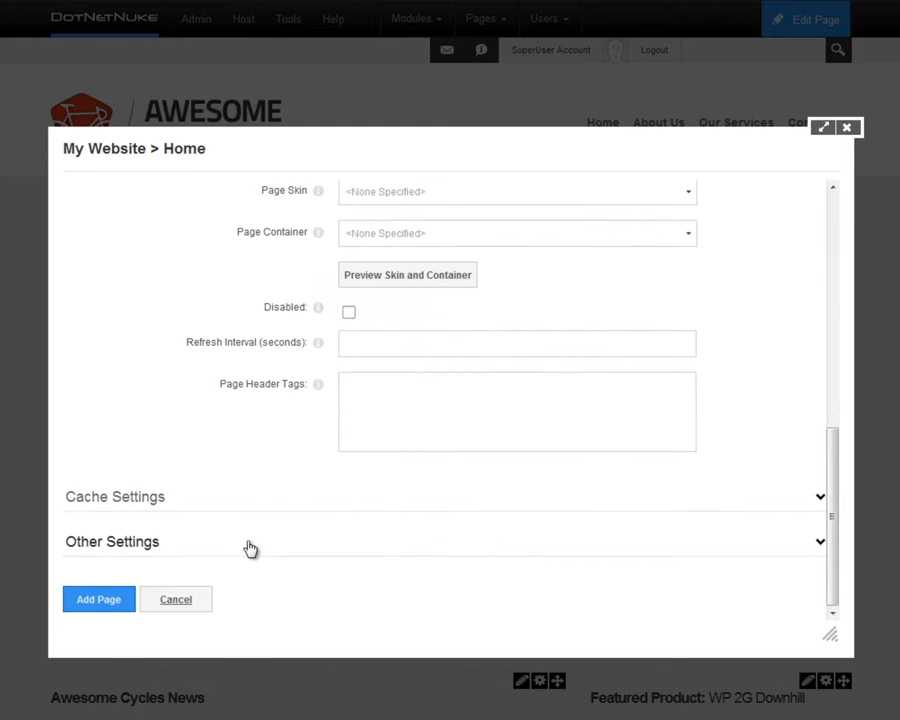 DotNetNuke Admin Host Tools Help Modules Pages Users Edit Page
SuperUser Account Logout
/ AWESOME
Home About Us Our Services
My Website > Home
Page Skin <None Specified>
Page Container <None Specified>
Preview Skin and Container
Disabled:
Refresh Interval (seconds):
Page Header Tags:
Cache Settings
Other Settings
Add Page Cancel
Awesome Cycles News Featured Product: WP 2G Downhill